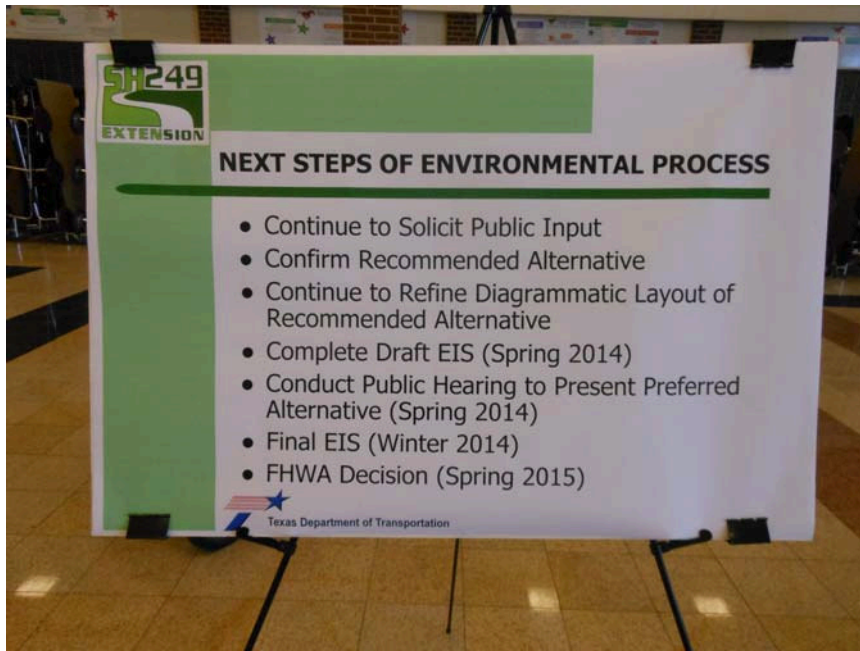 SH249
EXTENSION
NEXT STEPS OF ENVIRONMENTAL PROCESS
● Continue to Solicit Public Input
● Confirm Recommended Alternative
● Continue to Refine Diagrammatic Layout of
Recommended Alternative
● Complete Draft EIS (Spring 2014)
● Conduct Public Hearing to Present Preferred
Alternative (Spring 2014)
● Final EIS (Winter 2014)
● FHWA Decision (Spring 2015)
Texas Department of Transportation